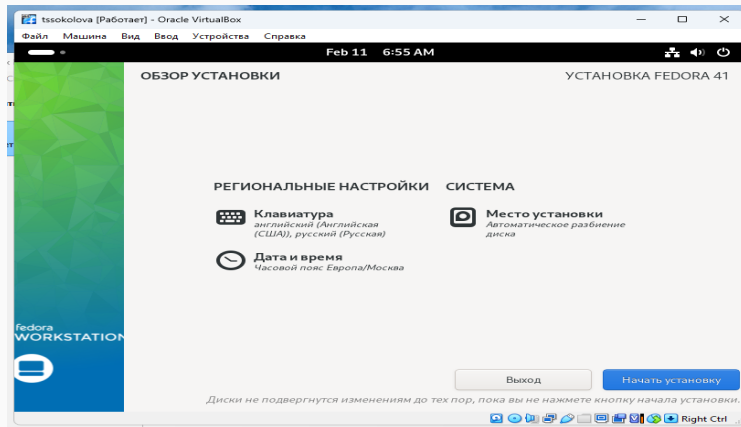 tssokolova [Работает] - Oracle VirtualBox
Файл Машина Вид Ввод Устройства Справка
Feb 11 6:55 AM
ОБЗОР УСТАНОВКИ
УСТАНОВКА FEDORA 41
РЕГИОНАЛЬНЫЕ НАСТРОЙКИ
СИСТЕМА
Клавиатура
английский (Английская
(США)), русский (Русская)
Место установки
Автоматическое разбиение
диска
Дата и время
Часовой пояс Европа/Москва
fedora
WORKSTATION
Выход
Начать установку
Диски не подвергнутся изменениям до тех пор, пока вы не нажмете кнопку начала установки.
Right Ctrl